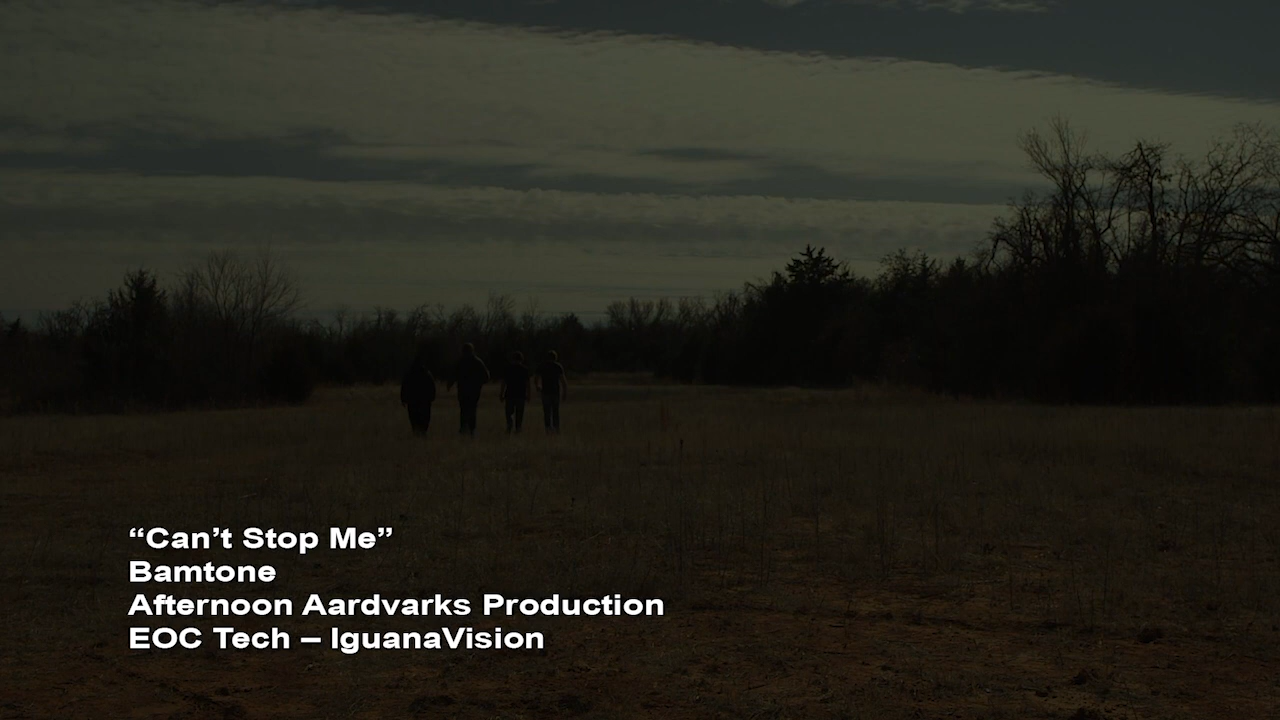 “Can’t Stop Me”
Bamtone
Afternoon Aardvarks Production
EOC Tech – IguanaVision